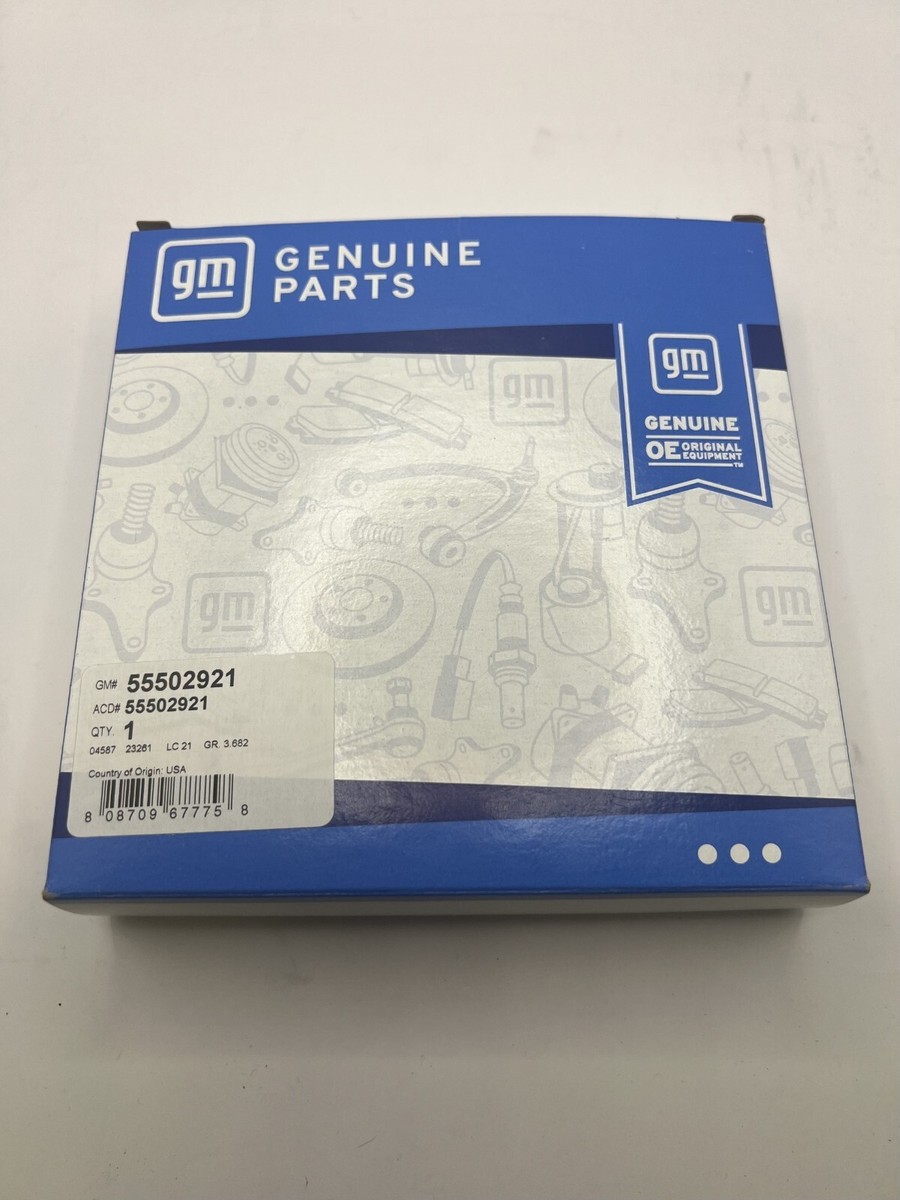 gm
GENUINE
PARTS
gm
GENUINE
OE ORIGINAL
EQUIPMENT™
gm
gm
gm
GM# 55502921
ACD# 55502921
QTY. 1
04587 23261 LC 21 GR. 3.682
Country of Origin: USA
8 08709 67775 8